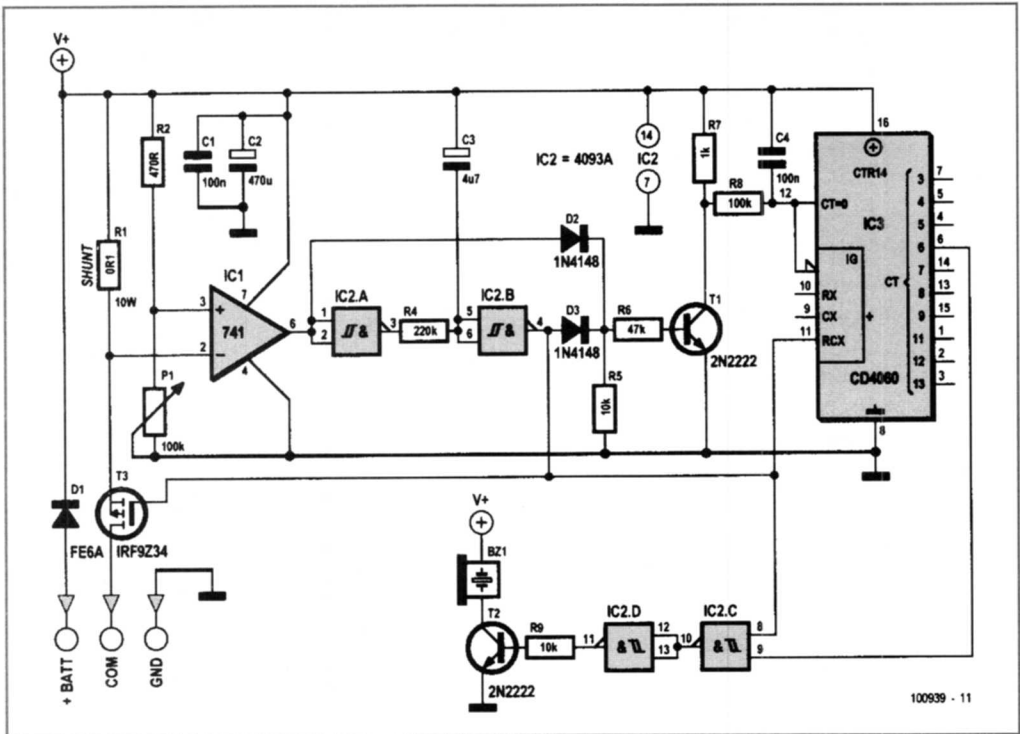 V+
R2
470R
C1
100n
C2
470u
C3
4u7
14
IC2
7
IC2 = 4093A
R7
1k
C4
100n
R8
100k
12
16
CTR14
CT=0
IC3
IG
10
RX
9
CX
11
RCX
+
CD4060
8
CT
3
7
4
5
5
4
6
6
7
14
8
13
9
15
11
1
12
2
13
3
SHUNT
R1
0R1
10W
IC1
3
+
2
−
741
7
4
6
P1
100k
IC2.A
1
2
&
3
R4
220k
IC2.B
5
6
&
4
D2
1N4148
D3
1N4148
R6
47k
R5
10k
T1
2N2222
T3
IRF9Z34
D1
FE6A
V+
BZ1
T2
2N2222
R9
10k
IC2.D
11
&
12
13
IC2.C
10
&
8
9
+ BATT
COM
GND
100939 - 11